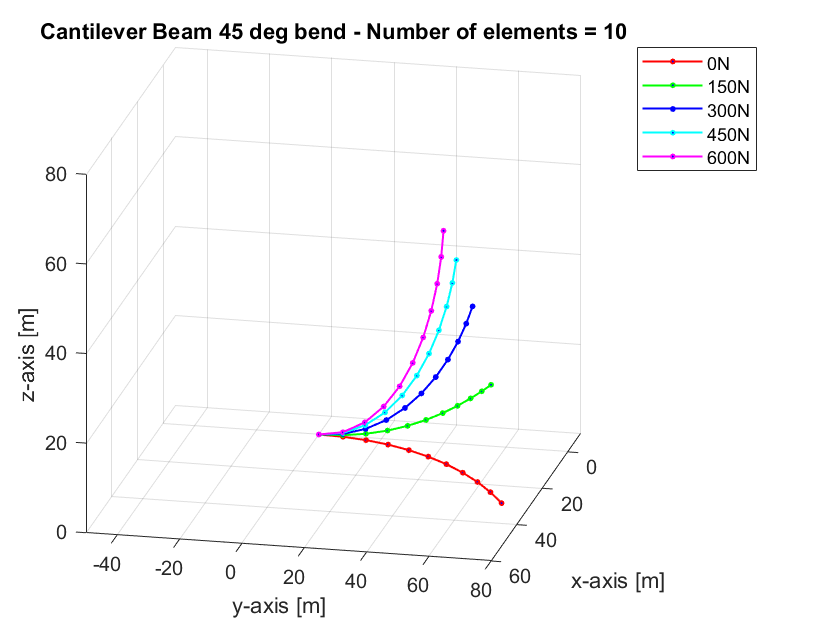 Cantilever Beam 45 deg bend - Number of elements = 10
0N
150N
300N
450N
600N
80
60
40
20
0
z-axis [m]
-40
-20
0
20
40
60
80
y-axis [m]
0
20
40
60
x-axis [m]